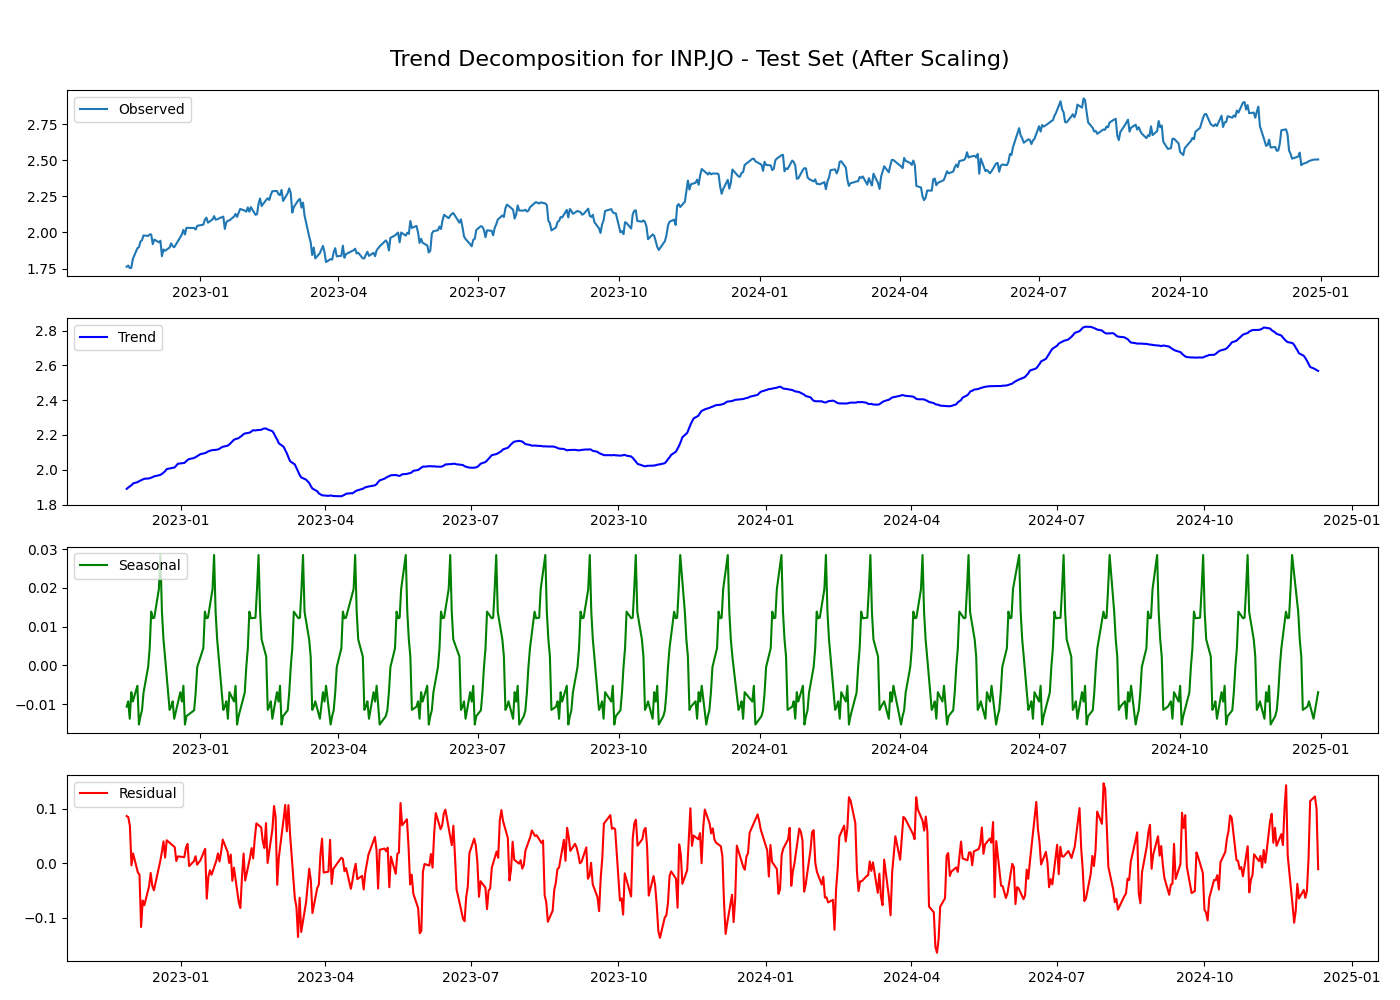 Trend Decomposition for INP.JO - Test Set (After Scaling)
Observed
2.75
2.50
2.25
2.00
1.75
2023-01 2023-04 2023-07 2023-10 2024-01 2024-04 2024-07 2024-10 2025-01
Trend
2.8
2.6
2.4
2.2
2.0
1.8
2023-01 2023-04 2023-07 2023-10 2024-01 2024-04 2024-07 2024-10 2025-01
Seasonal
0.03
0.02
0.01
0.00
−0.01
2023-01 2023-04 2023-07 2023-10 2024-01 2024-04 2024-07 2024-10 2025-01
Residual
0.1
0.0
−0.1
2023-01 2023-04 2023-07 2023-10 2024-01 2024-04 2024-07 2024-10 2025-01